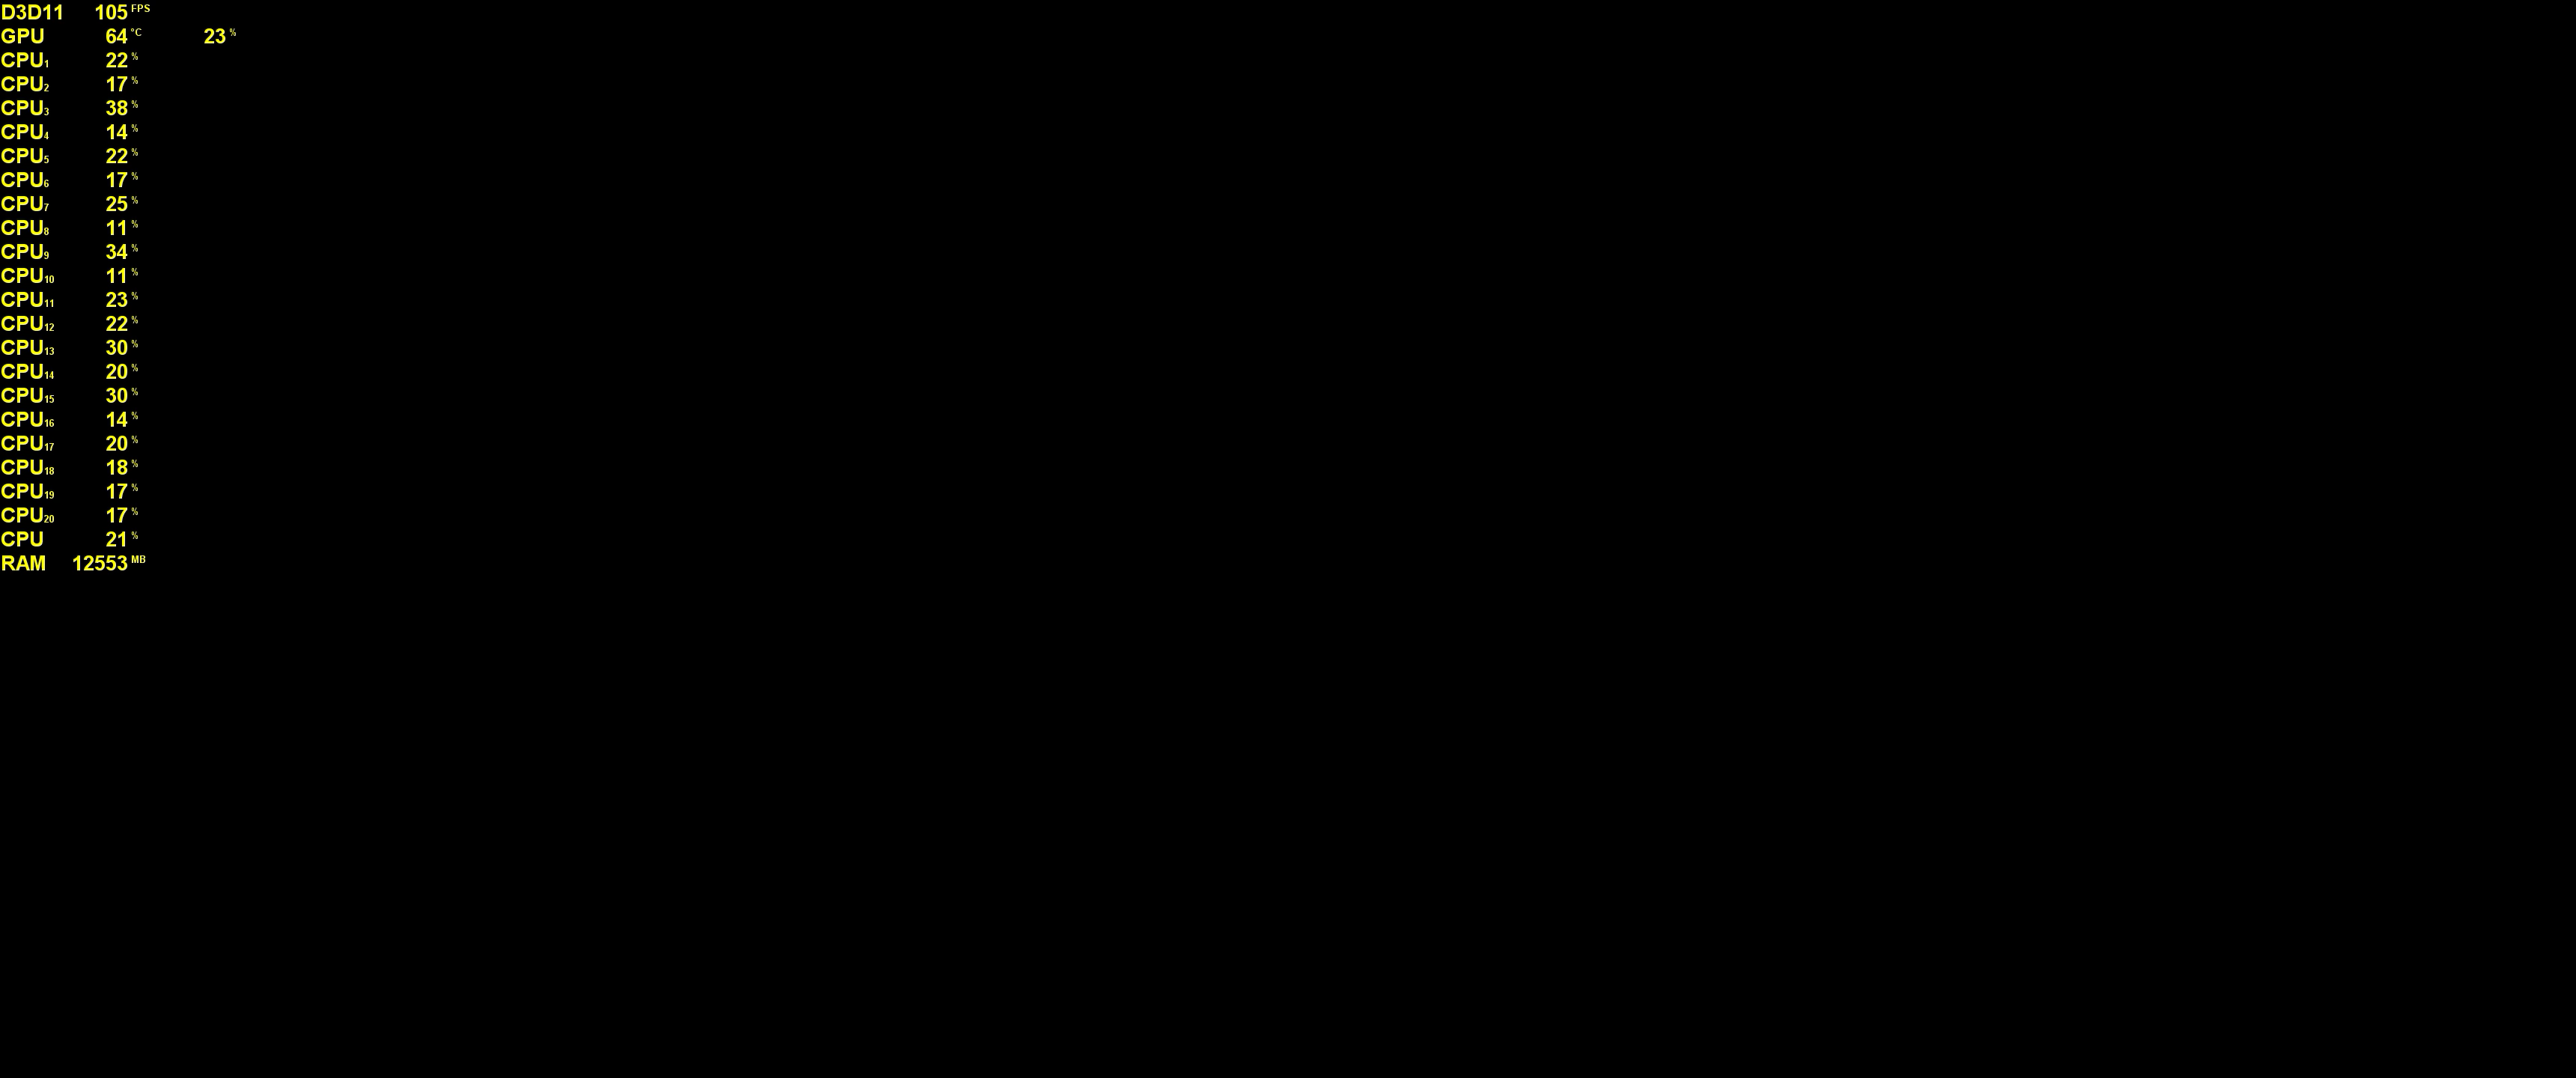 D3D11 105 FPS
GPU 64 °C 23 %
CPU1 22 %
CPU2 17 %
CPU3 38 %
CPU4 14 %
CPU5 22 %
CPU6 17 %
CPU7 25 %
CPU8 11 %
CPU9 34 %
CPU10 11 %
CPU11 23 %
CPU12 22 %
CPU13 30 %
CPU14 20 %
CPU15 30 %
CPU16 14 %
CPU17 20 %
CPU18 18 %
CPU19 17 %
CPU20 17 %
CPU 21 %
RAM 12553 MB